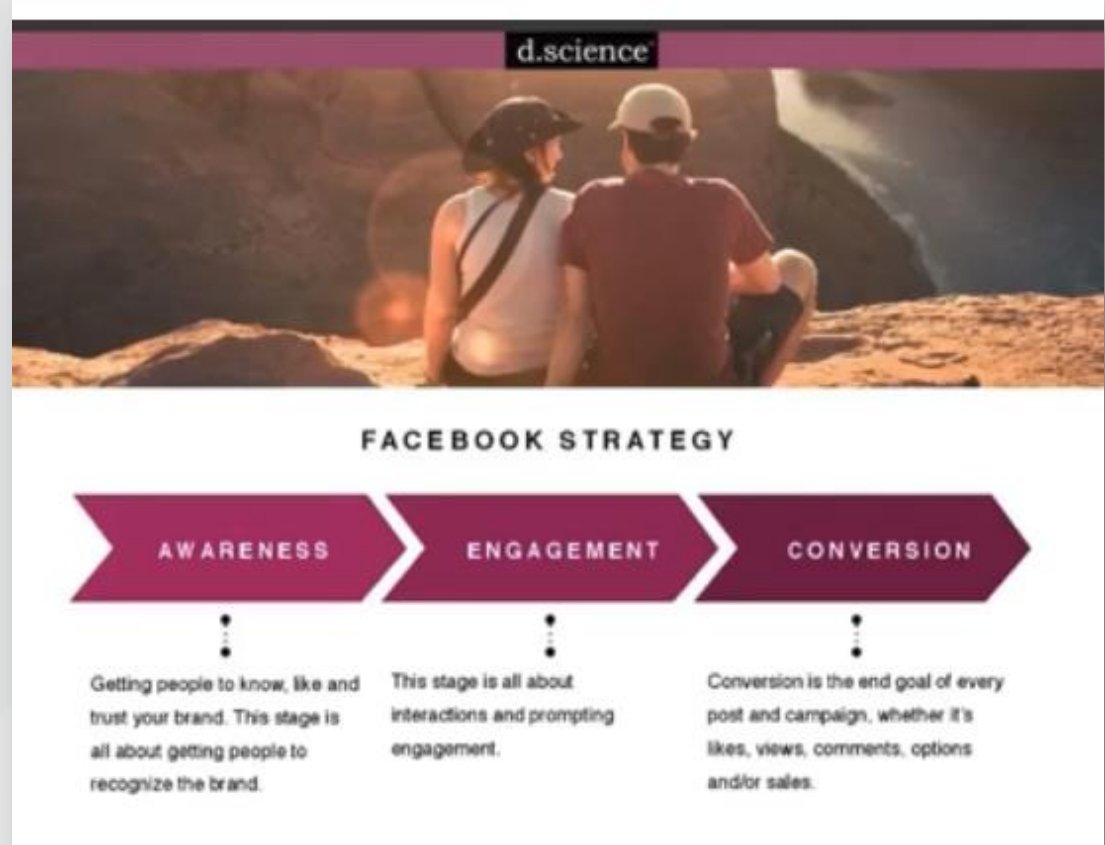 d.science
FACEBOOK STRATEGY
AWARENESS
ENGAGEMENT
CONVERSION
Getting people to know, like and
trust your brand. This stage is
all about getting people to
recognize the brand.
This stage is all about
interactions and prompting
engagement.
Conversion is the end goal of every
post and campaign, whether it's
likes, views, comments, options
and/or sales.